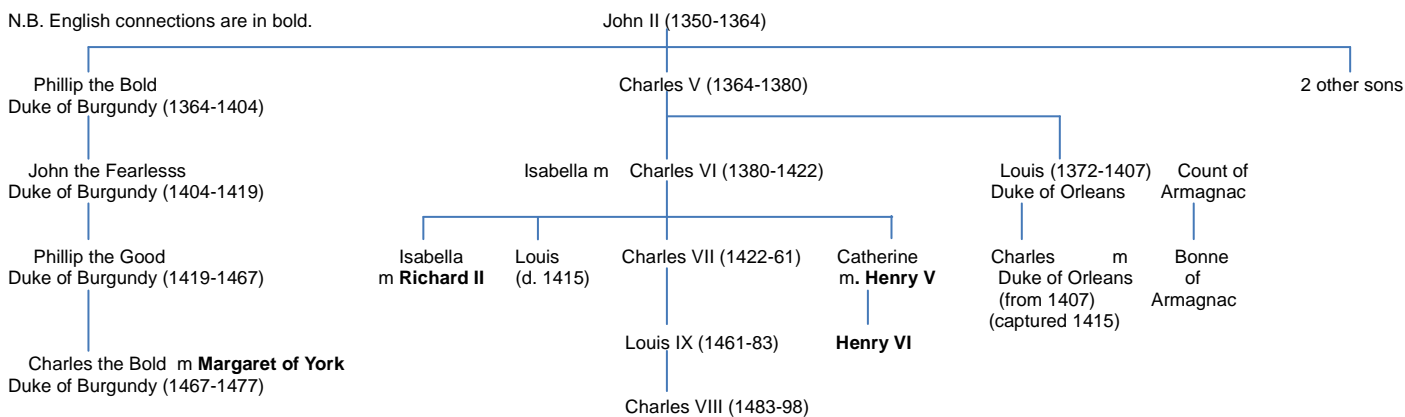 N.B. English connections are in bold.
John II (1350-1364)
Phillip the Bold
Duke of Burgundy (1364-1404)
Charles V (1364-1380)
2 other sons
John the Fearlesss
Duke of Burgundy (1404-1419)
Isabella m Charles VI (1380-1422)
Louis (1372-1407)
Duke of Orleans
Count of
Armagnac
Phillip the Good
Duke of Burgundy (1419-1467)
Isabella
m Richard II
Louis
(d. 1415)
Charles VII (1422-61)
Catherine
m. Henry V
Charles m
Duke of Orleans
(from 1407)
(captured 1415)
Bonne
of
Armagnac
Louis IX (1461-83)
Henry VI
Charles the Bold m Margaret of York
Duke of Burgundy (1467-1477)
Charles VIII (1483-98)